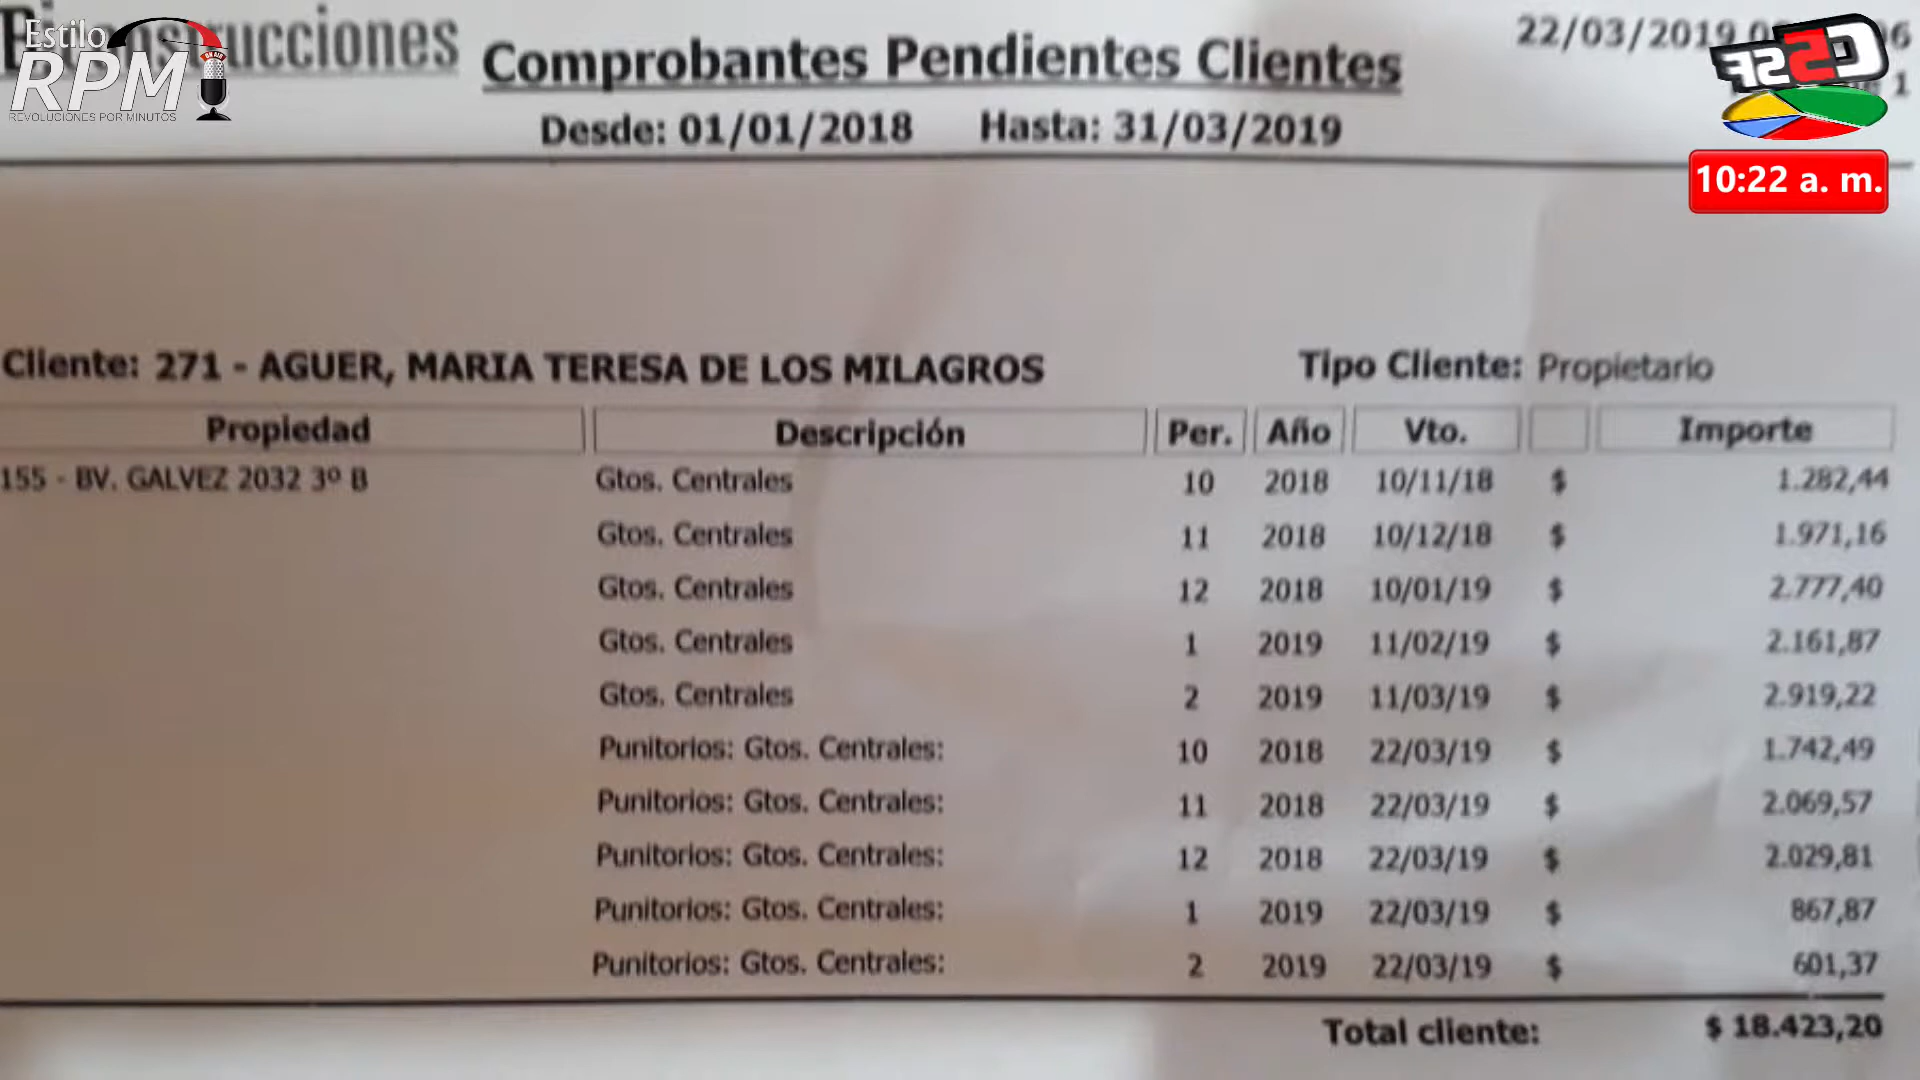 Estilo
RPM
REVOLUCIONES POR MINUTOS
Comprobantes Pendientes Clientes
22/03/2019
CSSF
1
Desde: 01/01/2018 Hasta: 31/03/2019
10:22 a. m.
Cliente: 271 - AGUER, MARIA TERESA DE LOS MILAGROS Tipo Cliente: Propietario
Propiedad Descripción Per. Año Vto. Importe
155 - BV. GALVEZ 2032 3º B Gtos. Centrales 10 2018 10/11/18 $ 1.282,44
Gtos. Centrales 11 2018 10/12/18 $ 1.971,16
Gtos. Centrales 12 2018 10/01/19 $ 2.777,40
Gtos. Centrales 1 2019 11/02/19 $ 2.161,87
Gtos. Centrales 2 2019 11/03/19 $ 2.919,22
Punitorios: Gtos. Centrales: 10 2018 22/03/19 $ 1.742,49
Punitorios: Gtos. Centrales: 11 2018 22/03/19 $ 2.069,57
Punitorios: Gtos. Centrales: 12 2018 22/03/19 $ 2.029,81
Punitorios: Gtos. Centrales: 1 2019 22/03/19 $ 867,87
Punitorios: Gtos. Centrales: 2 2019 22/03/19 $ 601,37
Total cliente: $ 18.423,20